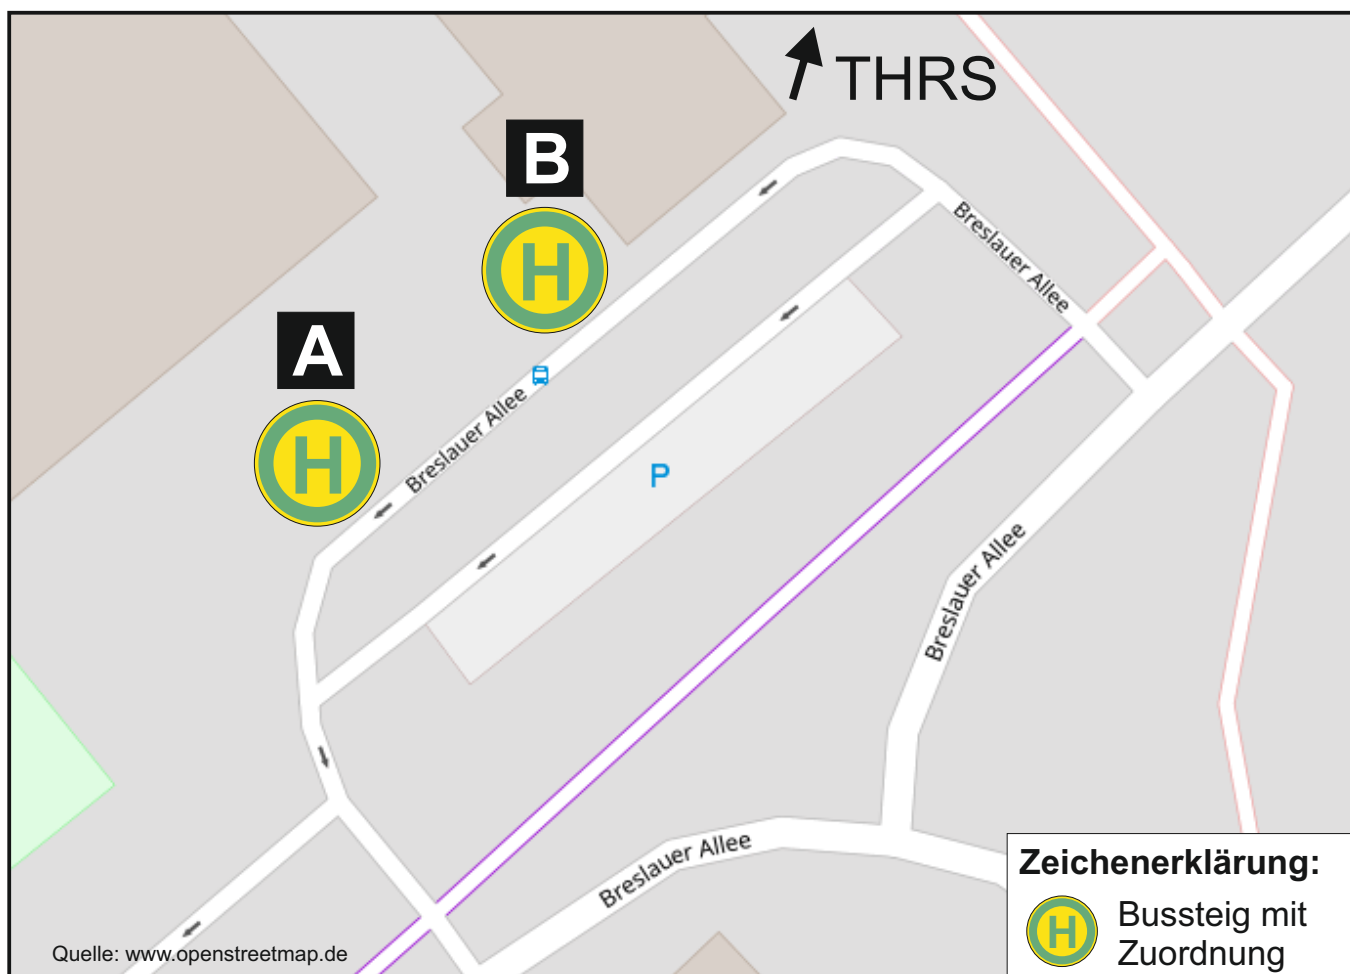 THRS
B
H
Breslauer Allee
A
H
Breslauer Allee
P
Breslauer Allee
Breslauer Allee
Zeichenerklärung:
H Bussteig mit
Zuordnung
Quelle: www.openstreetmap.de